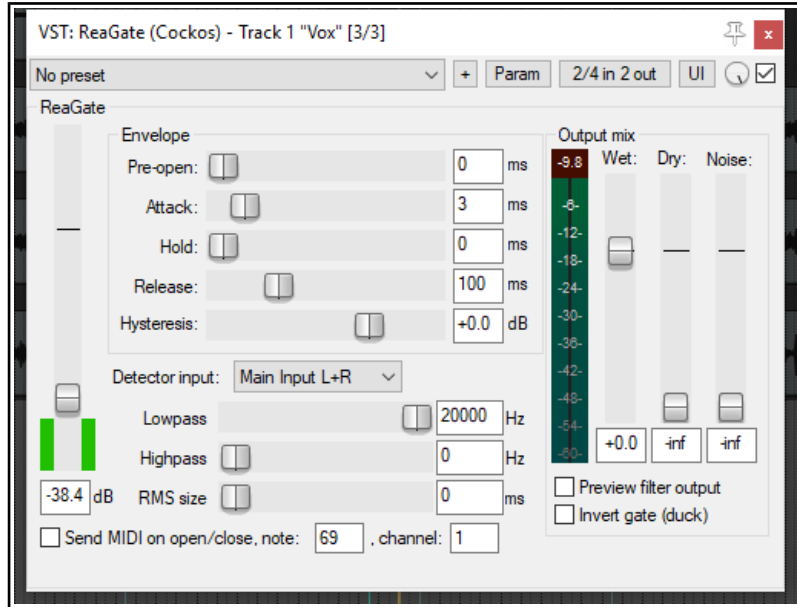 VST: ReaGate (Cockos) - Track 1 "Vox" [3/3]
x
No preset + Param 2/4 in 2 out UI
ReaGate
Envelope
Pre-open: 0 ms
Attack: 3 ms
Hold: 0 ms
Release: 100 ms
Hysteresis: +0.0 dB
Detector input: Main Input L+R
Lowpass 20000 Hz
Highpass 0 Hz
-38.4 dB RMS size 0 ms
Send MIDI on open/close, note: 69 , channel: 1
Output mix
-9.8 Wet: Dry: Noise:
-6-
-12-
-18-
-24-
-30-
-36-
-42-
-48-
-54-
-60- +0.0 -inf -inf
Preview filter output
Invert gate (duck)